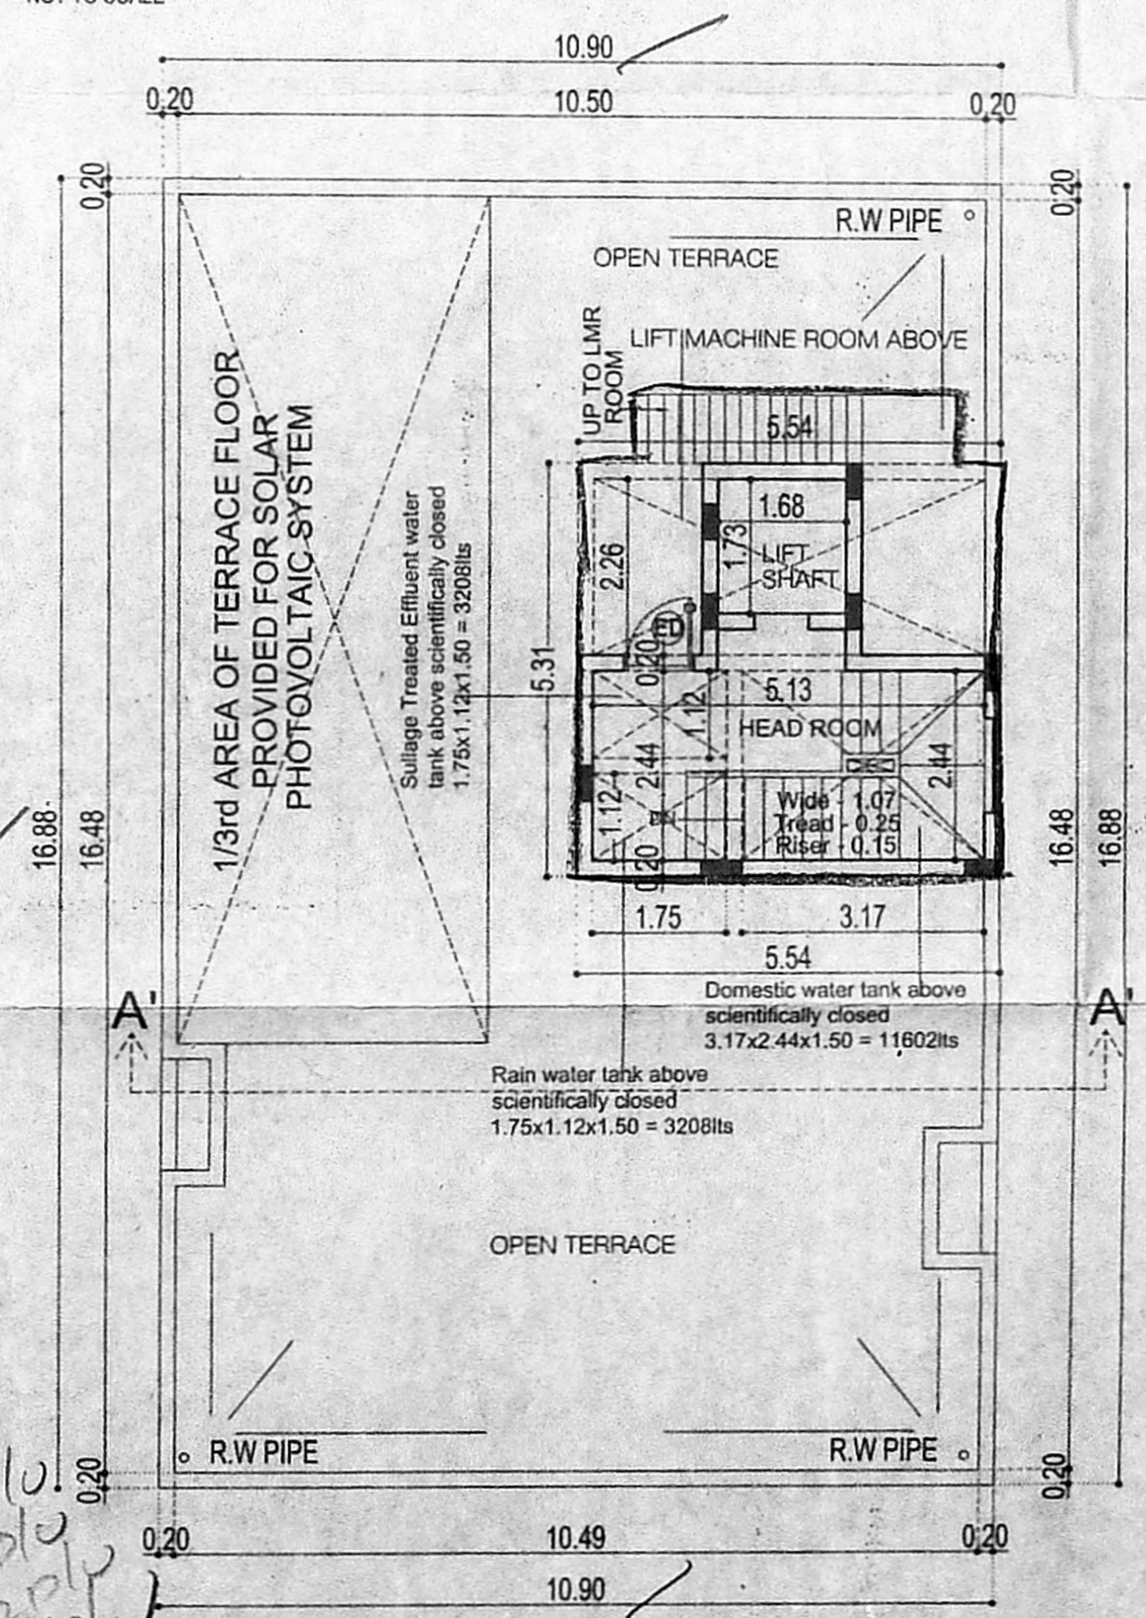 10.90
0.20
10.50
0.20
0.20
0.20
R.W PIPE
OPEN TERRACE
UP TO LMR
ROOM
LIFT MACHINE ROOM ABOVE
5.54
1/3rd AREA OF TERRACE FLOOR
PROVIDED FOR SOLAR
PHOTOVOLTAIC SYSTEM
Sullage Treated Effluent water
tank above scientifically closed
1.75x1.12x1.50 = 3208lts
1.68
1.73
LIFT
SHAFT
2.26
FD
0.20
5.31
5.13
1.12
HEAD ROOM
2.44
2.44
1.12
DN
Wide - 1.07
Tread - 0.25
Riser - 0.15
0.20
16.88
16.48
16.48
16.88
1.75
3.17
5.54
Domestic water tank above
scientifically closed
3.17x2.44x1.50 = 11602lts
A'
A'
Rain water tank above
scientifically closed
1.75x1.12x1.50 = 3208lts
OPEN TERRACE
R.W PIPE
R.W PIPE
0.20
0.20
0.20
10.49
0.20
10.90